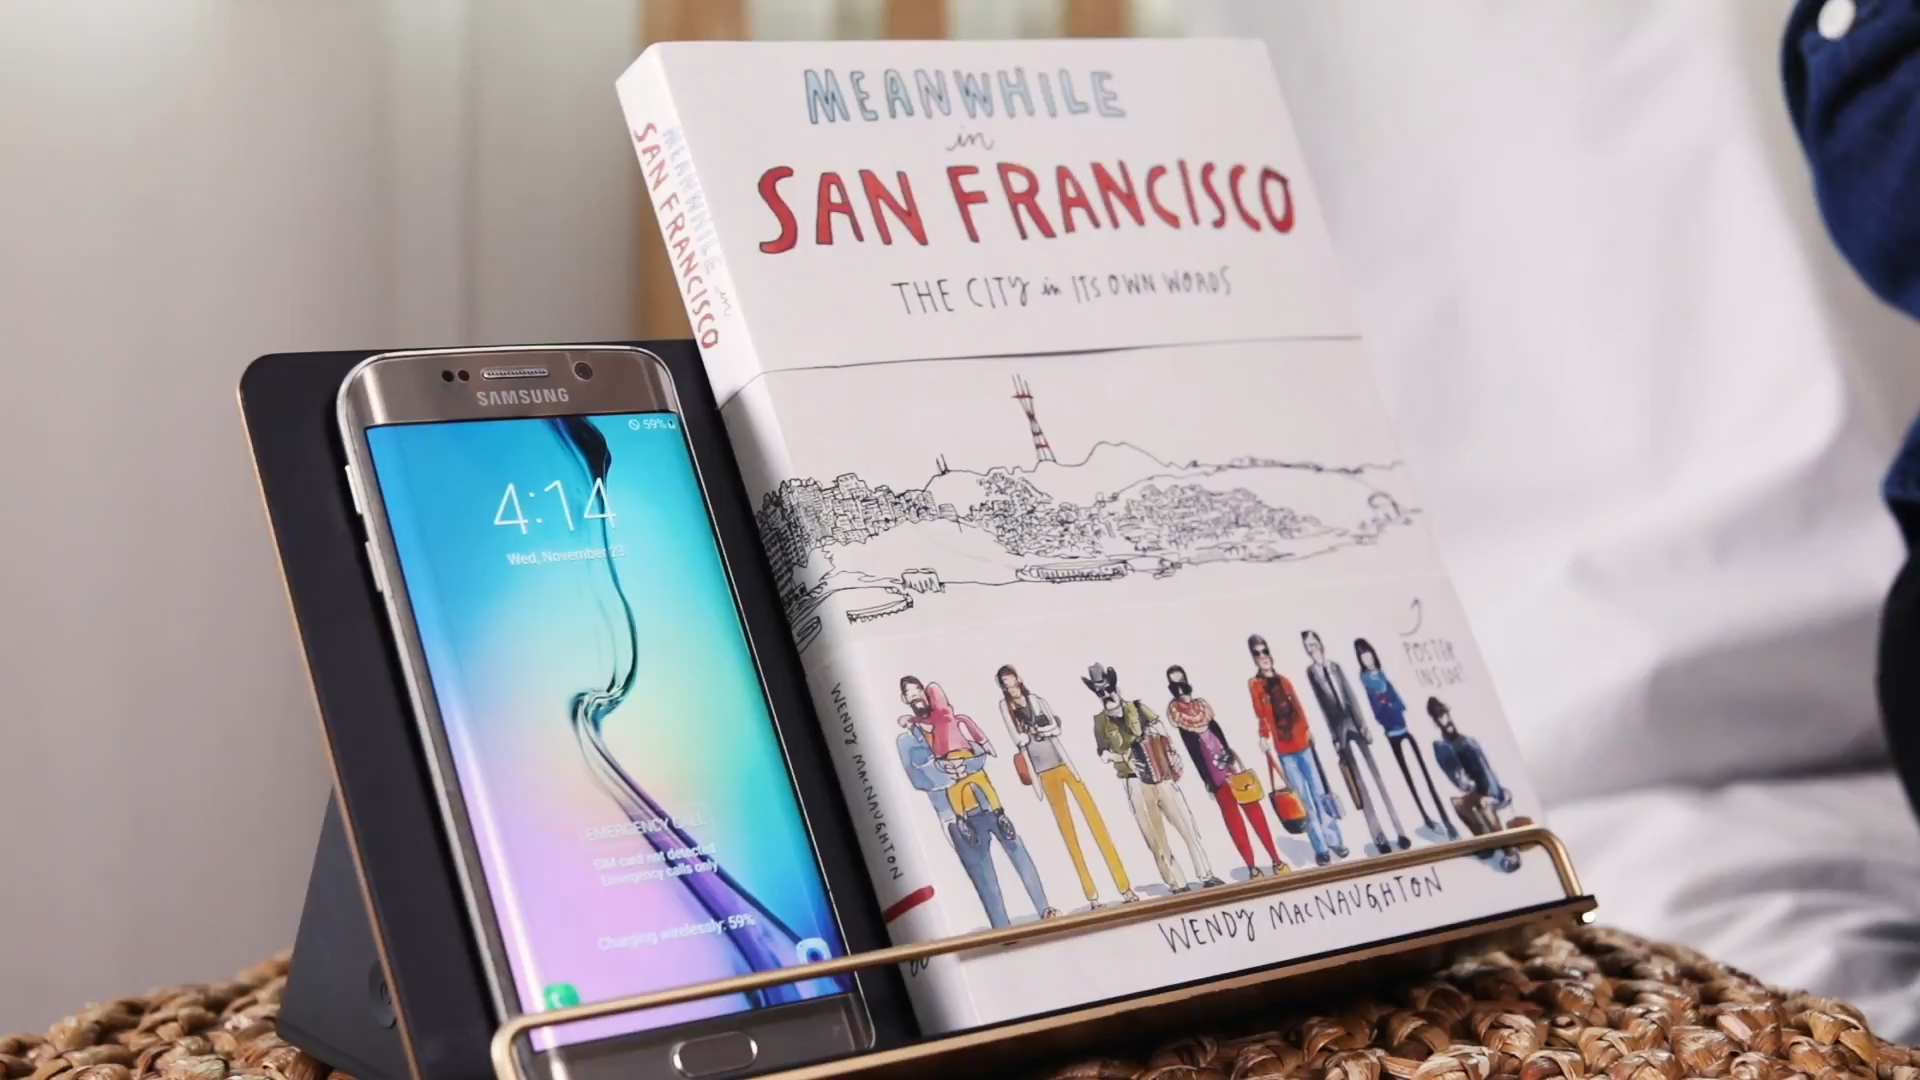 MEANWHILE
in
SAN FRANCISCO
THE CITY in ITS OWN WORDS
POSTER
INSIDE!
WENDY MACNAUGHTON
MEANWHILE in
SAN FRANCISCO
WENDY MACNAUGHTON
SAMSUNG
59%
4:14
Wed, November 23
EMERGENCY CALL
SIM card not detected
Emergency calls only
Charging wirelessly: 59%